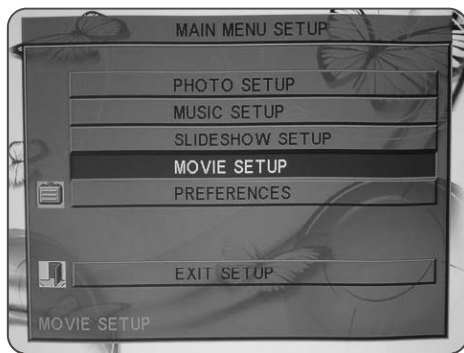 MAIN MENU SETUP
PHOTO SETUP
MUSIC SETUP
SLIDESHOW SETUP
MOVIE SETUP
PREFERENCES
EXIT SETUP
MOVIE SETUP